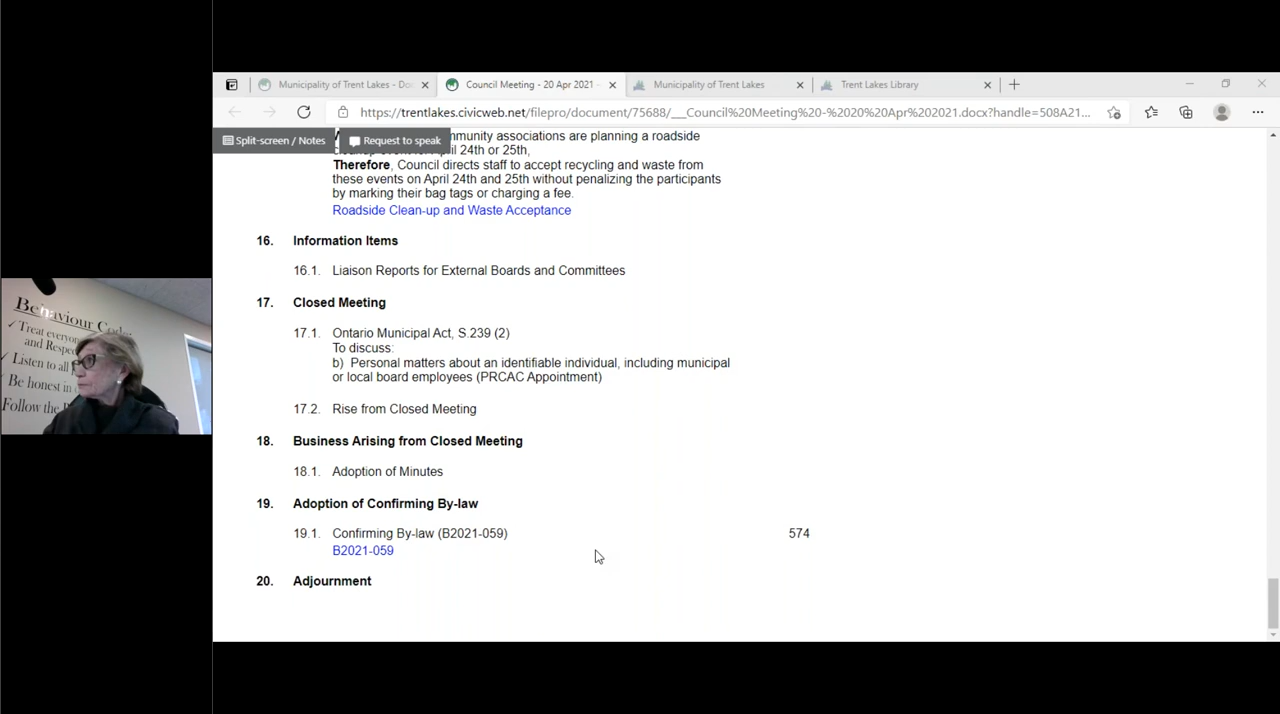 Municipality of Trent Lakes - Do
Council Meeting - 20 Apr 2021 -
Municipality of Trent Lakes
Trent Lakes Library
https://trentlakes.civicweb.net/filepro/document/75688/__Council%20Meeting%20-%2020%20Apr%202021.docx?handle=508A21...
Split-screen / Notes
Request to speak
mmunity associations are planning a roadside
24th or 25th,
Therefore, Council directs staff to accept recycling and waste from
these events on April 24th and 25th without penalizing the participants
by marking their bag tags or charging a fee.
Roadside Clean-up and Waste Acceptance
16. Information Items
16.1. Liaison Reports for External Boards and Committees
17. Closed Meeting
17.1. Ontario Municipal Act, S.239 (2)
To discuss:
b) Personal matters about an identifiable individual, including municipal
or local board employees (PRCAC Appointment)
17.2. Rise from Closed Meeting
18. Business Arising from Closed Meeting
18.1. Adoption of Minutes
19. Adoption of Confirming By-law
19.1. Confirming By-law (B2021-059) 574
B2021-059
20. Adjournment
Behaviour Code:
✓ Treat everyo
and Respec
✓ Listen to all
✓ Be honest in
Follow the